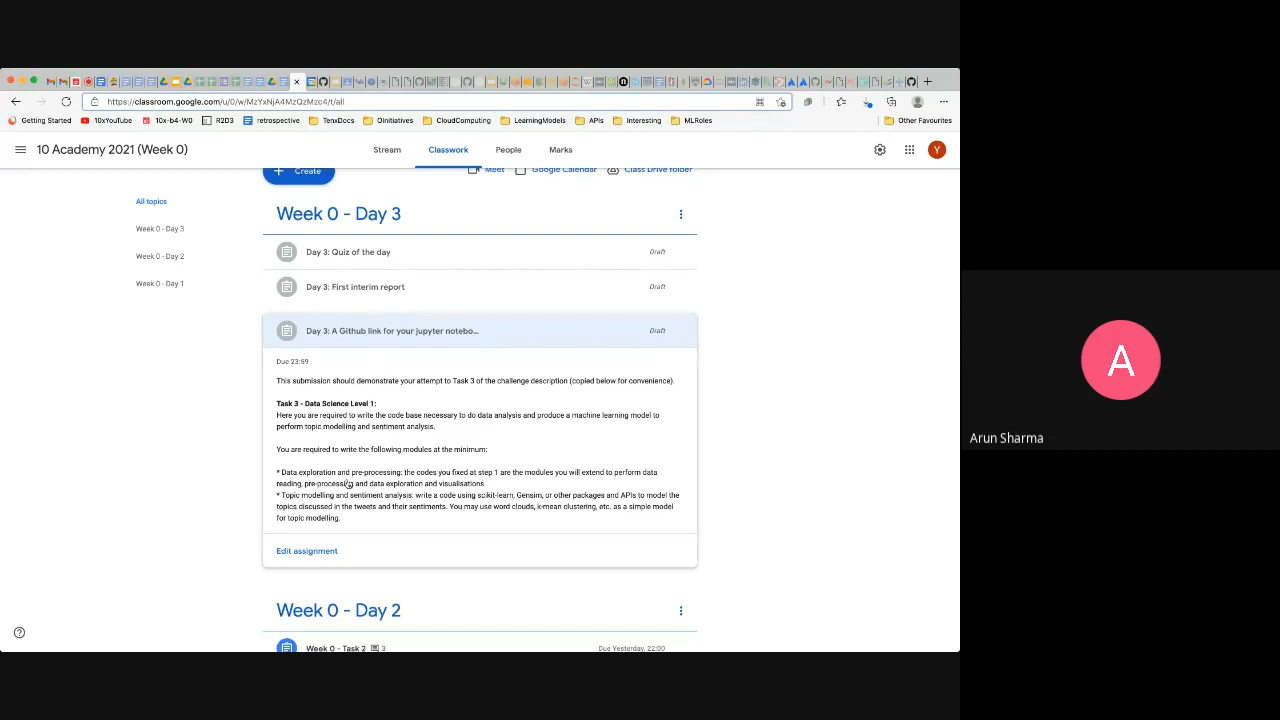 https://classroom.google.com/u/0/w/MzYxNjA4MzQzMzc4/t/all
Getting Started
10xYouTube
10x-b4-W0
R2D3
retrospective
TenxDocs
OInitiatives
CloudComputing
LearningModels
APIs
Interesting
MLRoles
Other Favourites
10 Academy 2021 (Week 0)
Stream
Classwork
People
Marks
Y
Create
Meet
Google Calendar
Class Drive folder
All topics
Week 0 - Day 3
Week 0 - Day 2
Week 0 - Day 1
Week 0 - Day 3
Day 3: Quiz of the day
Draft
Day 3: First interim report
Draft
Day 3: A Github link for your jupyter notebo...
Draft
Due 23:59
This submission should demonstrate your attempt to Task 3 of the challenge description (copied below for convenience).
Task 3 - Data Science Level 1:
Here you are required to write the code base necessary to do data analysis and produce a machine learning model to
perform topic modelling and sentiment analysis.
You are required to write the following modules at the minimum:
* Data exploration and pre-processing: the codes you fixed at step 1 are the modules you will extend to perform data
reading, pre-processing and data exploration and visualisations
* Topic modelling and sentiment analysis: write a code using scikit-learn, Gensim, or other packages and APIs to model the
topics discussed in the tweets and their sentiments. You may use word clouds, k-mean clustering, etc. as a simple model
for topic modelling.
Edit assignment
Week 0 - Day 2
Week 0 - Task 2
3
Due Yesterday, 22:00
A
Arun Sharma